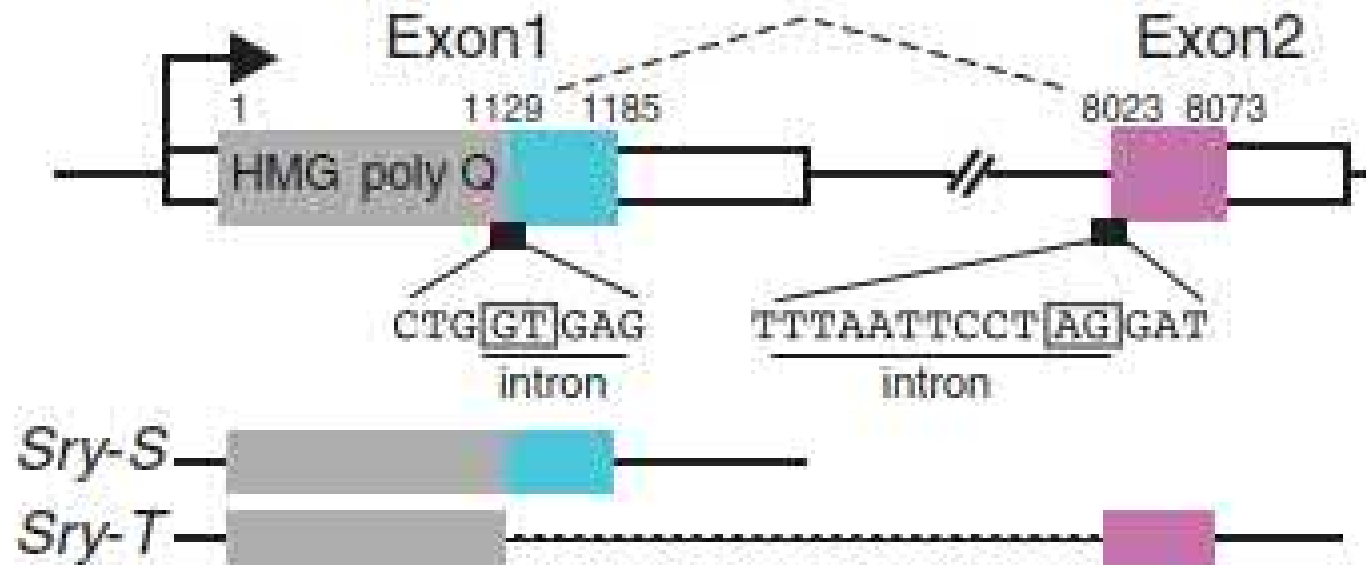 Exon1 Exon2
1 1129 1185 8023 8073
HMG poly Q
CTGGTGAG TTTAATTCCTAGGAT
intron intron
Sry-S
Sry-T